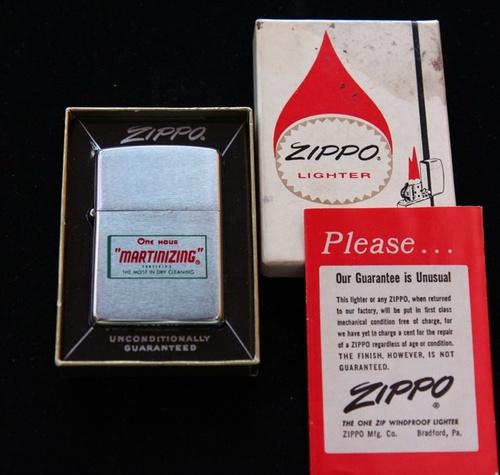 ZIPPO.
One Hour
"MARTINIZING"®
CERTIFIES
THE MOST IN DRY CLEANING
UNCONDITIONALLY
GUARANTEED
ZIPPO.
LIGHTER
Please...
Our Guarantee is Unusual
This lighter or any ZIPPO, when returned
to our factory, will be put in first class
mechanical condition free of charge, for
we have yet to charge a cent for the repair
of a ZIPPO regardless of age or condition.
THE FINISH, HOWEVER, IS NOT
GUARANTEED.
ZIPPO®
THE ONE ZIP WINDPROOF LIGHTER
ZIPPO Mfg. Co. Bradford, Pa.